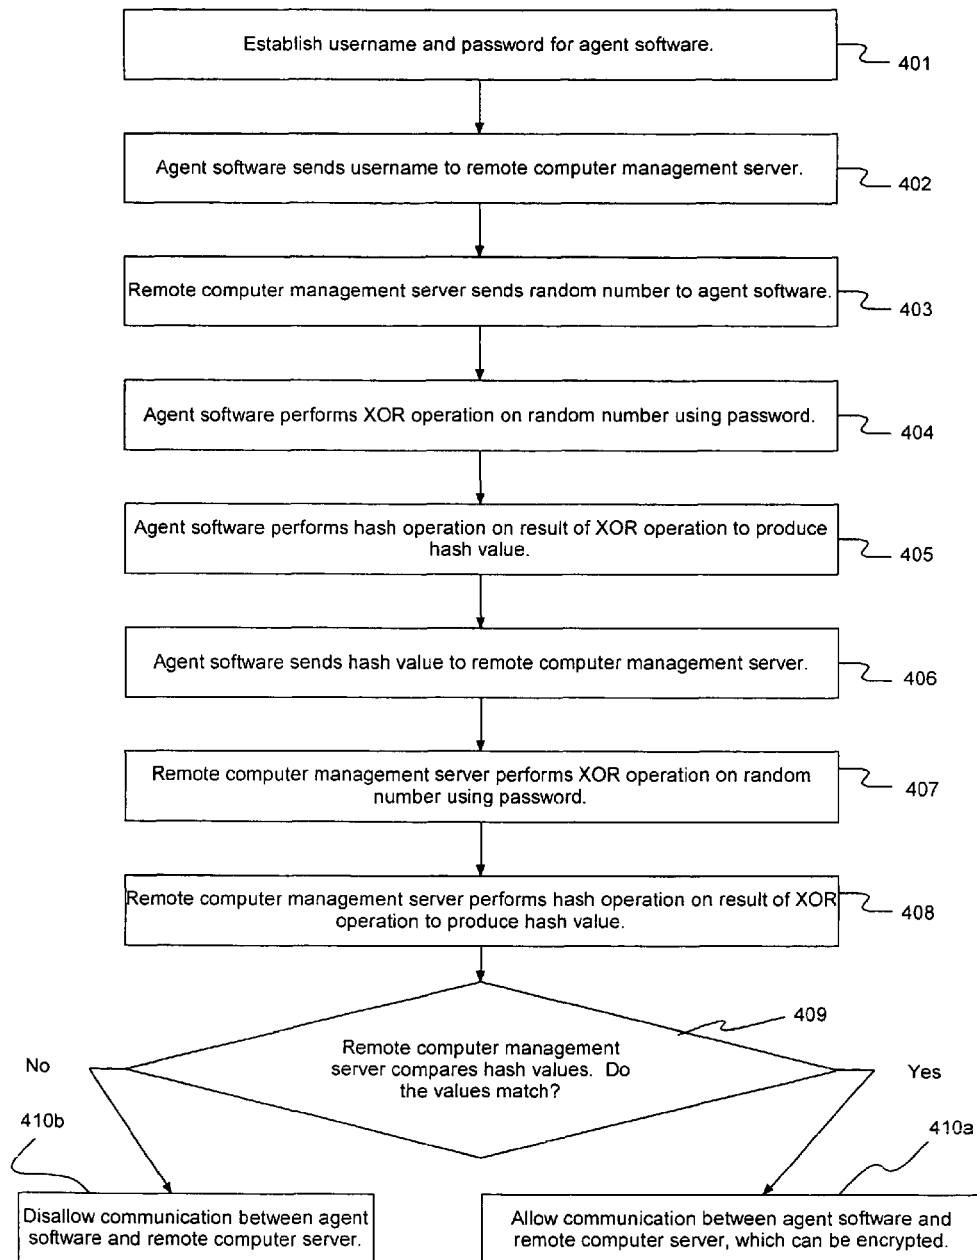 Establish username and password for agent software.
401
Agent software sends username to remote computer management server.
402
Remote computer management server sends random number to agent software.
403
Agent software performs XOR operation on random number using password.
404
Agent software performs hash operation on result of XOR operation to produce
hash value.
405
Agent software sends hash value to remote computer management server.
406
Remote computer management server performs XOR operation on random
number using password.
407
Remote computer management server performs hash operation on result of XOR
operation to produce hash value.
408
409
Remote computer management
server compares hash values. Do
the values match?
No
Yes
410b
410a
Disallow communication between agent
software and remote computer server.
Allow communication between agent software and
remote computer server, which can be encrypted.